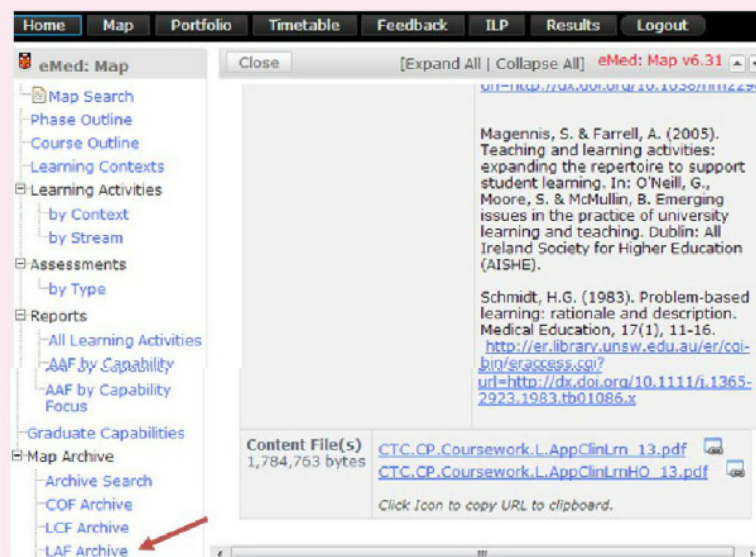 Home Map Portfolio Timetable Feedback ILP Results Logout
eMed: Map
Map Search
Phase Outline
Course Outline
Learning Contexts
Learning Activities
by Context
by Stream
Assessments
by Type
Reports
All Learning Activities
AAF by Capability
AAF by Capability
Focus
Graduate Capabilities
Map Archive
Archive Search
COF Archive
LCF Archive
LAF Archive
Close [Expand All | Collapse All] eMed: Map v6.31
Magennis, S. & Farrell, A. (2005).
Teaching and learning activities:
expanding the repertoire to support
student learning. In: O'Neill, G.,
Moore, S. & McMullin, B. Emerging
issues in the practice of university
learning and teaching. Dublin: All
Ireland Society for Higher Education
(AISHE).
Schmidt, H.G. (1983). Problem-based
learning: rationale and description.
Medical Education, 17(1), 11-16.
http://er.library.unsw.edu.au/er/cgi-
bin/eraccess.cgi?
url=http://dx.doi.org/10.1111/j.1365-
2923.1983.tb01086.x
Content File(s)
1,784,763 bytes
CTC.CP.Coursework.L.AppClinLrn_13.pdf
CTC.CP.Coursework.L.AppClinLrnHO_13.pdf
Click Icon to copy URL to clipboard.